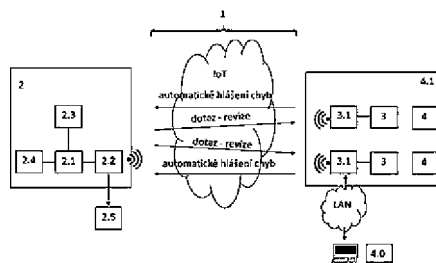 1
IoT
2
4.1
automatické hlášení chyb
2.3
dotaz - revize
3.1 3 4
2.4 2.1 2.2
dotaz - revize
3.1 3 4
automatické hlášení chyb
2.5
LAN
4.0